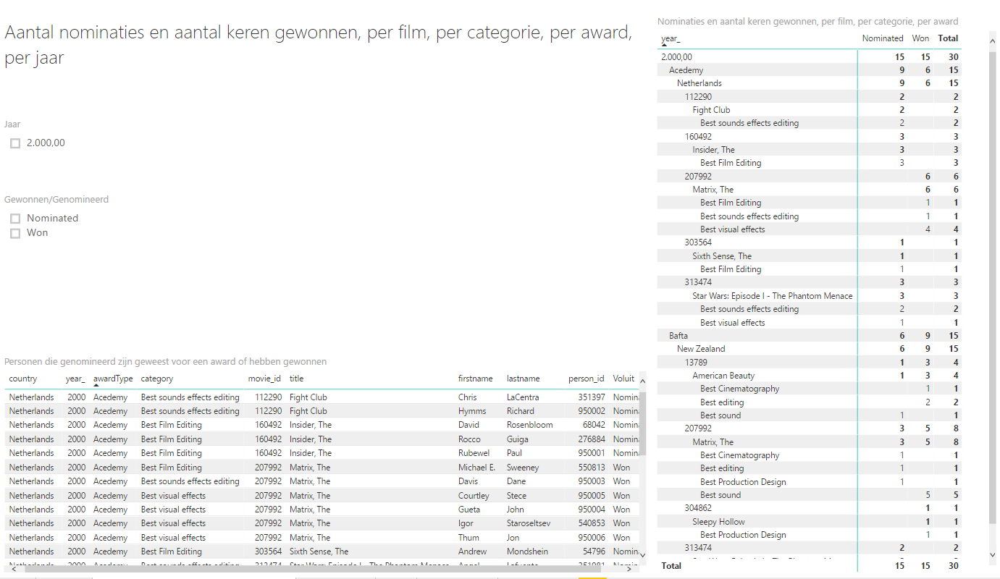 Aantal nominaties en aantal keren gewonnen, per film, per categorie, per award,
per jaar
Jaar
2.000,00
Gewonnen/Genomineerd
Nominated
Won
Personen die genomineerd zijn geweest voor een award of hebben gewonnen
country year_ awardType category movie_id title firstname lastname person_id Voluit
Netherlands 2000 Acedemy Best sounds effects editing 112290 Fight Club Chris LaCentra 351397 Nomina
Netherlands 2000 Acedemy Best sounds effects editing 112290 Fight Club Hymms Richard 950002 Nomina
Netherlands 2000 Acedemy Best Film Editing 160492 Insider, The David Rosenbloom 68042 Nomina
Netherlands 2000 Acedemy Best Film Editing 160492 Insider, The Rocco Guiga 276884 Nomina
Netherlands 2000 Acedemy Best Film Editing 160492 Insider, The Rubewel Paul 950001 Nomina
Netherlands 2000 Acedemy Best Film Editing 207992 Matrix, The Michael E. Sweeney 550813 Won
Netherlands 2000 Acedemy Best sounds effects editing 207992 Matrix, The Davis Dane 950003 Won
Netherlands 2000 Acedemy Best visual effects 207992 Matrix, The Courtley Stece 950005 Won
Netherlands 2000 Acedemy Best visual effects 207992 Matrix, The Gueta John 950004 Won
Netherlands 2000 Acedemy Best visual effects 207992 Matrix, The Igor Staroseltsev 540853 Won
Netherlands 2000 Acedemy Best visual effects 207992 Matrix, The Thum Jon 950006 Won
Netherlands 2000 Acedemy Best Film Editing 303564 Sixth Sense, The Andrew Mondshein 54796 Nomina
Nominaties en aantal keren gewonnen, per film, per categorie, per award
year_ Nominated Won Total
2.000,00 15 15 30
Acedemy 9 6 15
Netherlands 9 6 15
112290 2 2
Fight Club 2 2
Best sounds effects editing 2 2
160492 3 3
Insider, The 3 3
Best Film Editing 3 3
207992 6 6
Matrix, The 6 6
Best Film Editing 1 1
Best sounds effects editing 1 1
Best visual effects 4 4
303564 1 1
Sixth Sense, The 1 1
Best Film Editing 1 1
313474 3 3
Star Wars: Episode I - The Phantom Menace 3 3
Best sounds effects editing 2 2
Best visual effects 1 1
Bafta 6 9 15
New Zealand 6 9 15
13789 1 3 4
American Beauty 1 3 4
Best Cinematography 1 1
Best editing 2 2
Best sound 1 1
207992 3 5 8
Matrix, The 3 5 8
Best Cinematography 1 1
Best editing 1 1
Best Production Design 1 1
Best sound 5 5
304862 1 1
Sleepy Hollow 1 1
Best Production Design 1 1
313474 2 2
Total 15 15 30